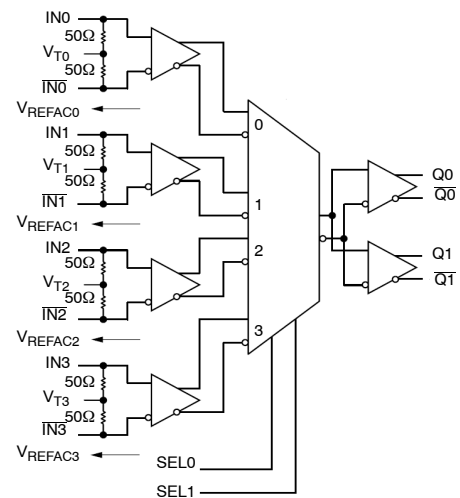 IN0
50Ω
VT0
50Ω
IN0
VREFAC0
0
IN1
50Ω
VT1
50Ω
IN1
VREFAC1
1
IN2
50Ω
VT2
50Ω
IN2
VREFAC2
2
IN3
50Ω
VT3
50Ω
IN3
VREFAC3
3
Q0
Q0
Q1
Q1
SEL0
SEL1